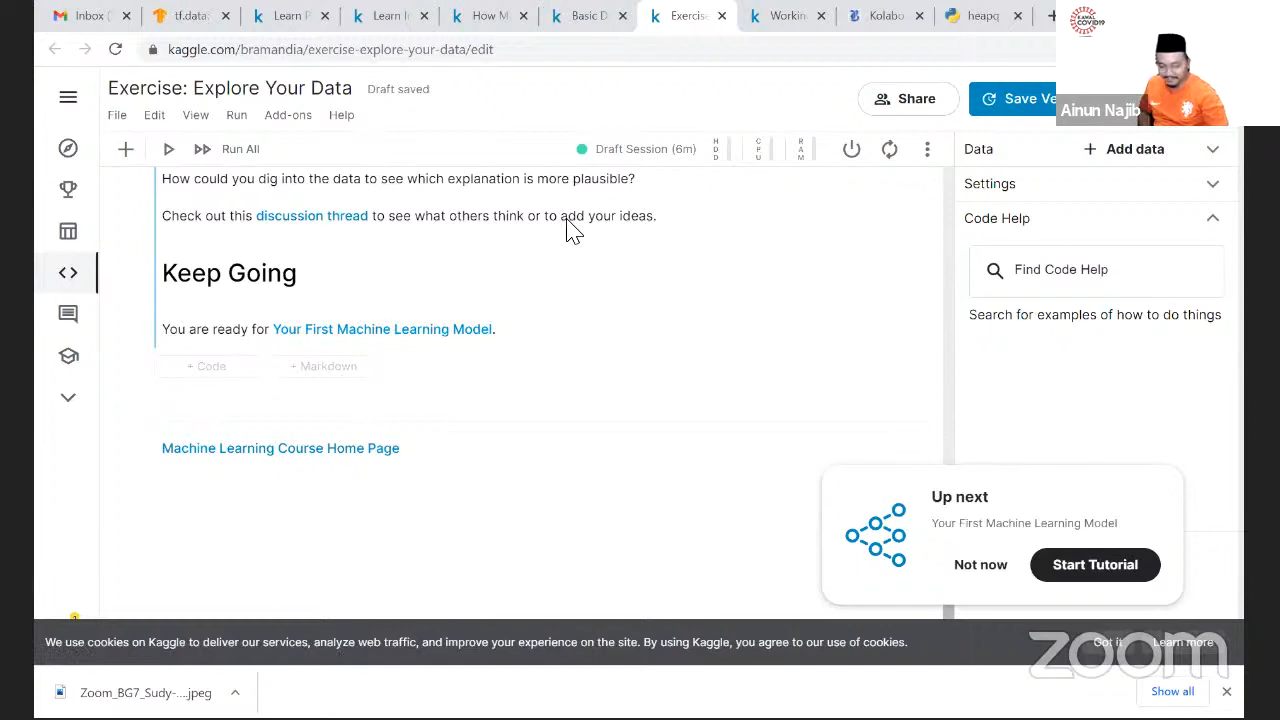 Inbox (
tf.data:
Learn P
Learn In
How M
Basic D
Exercise
Workin
Kolabo
heapq
kaggle.com/bramandia/exercise-explore-your-data/edit
KAWAL
COVID19
Ainun Najib
Exercise: Explore Your Data
Draft saved
Share
Save Ve
File
Edit
View
Run
Add-ons
Help
Run All
Draft Session (6m)
HDD
CPU
RAM
Data
Add data
Settings
Code Help
Find Code Help
Search for examples of how to do things
How could you dig into the data to see which explanation is more plausible?
Check out this discussion thread to see what others think or to add your ideas.
Keep Going
You are ready for Your First Machine Learning Model.
+ Code
+ Markdown
Machine Learning Course Home Page
Up next
Your First Machine Learning Model
Not now
Start Tutorial
We use cookies on Kaggle to deliver our services, analyze web traffic, and improve your experience on the site. By using Kaggle, you agree to our use of cookies.
Got it
Learn more
zoom
Zoom_BG7_Sudy-....jpeg
Show all